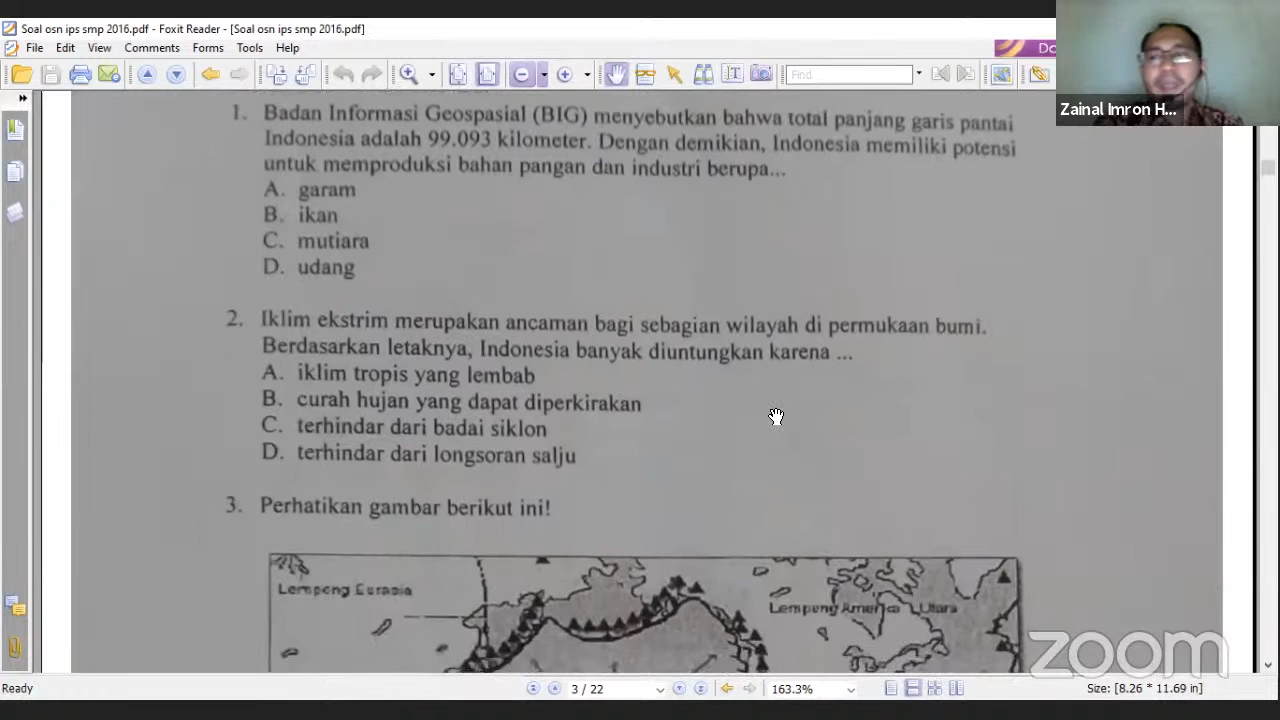 Soal osn ips smp 2016.pdf - Foxit Reader - [Soal osn ips smp 2016.pdf]
File Edit View Comments Forms Tools Help
Do
Find
Zainal Imron H...
1. Badan Informasi Geospasial (BIG) menyebutkan bahwa total panjang garis pantai
Indonesia adalah 99.093 kilometer. Dengan demikian, Indonesia memiliki potensi
untuk memproduksi bahan pangan dan industri berupa...
A. garam
B. ikan
C. mutiara
D. udang
2. Iklim ekstrim merupakan ancaman bagi sebagian wilayah di permukaan bumi.
Berdasarkan letaknya, Indonesia banyak diuntungkan karena ...
A. iklim tropis yang lembab
B. curah hujan yang dapat diperkirakan
C. terhindar dari badai siklon
D. terhindar dari longsoran salju
3. Perhatikan gambar berikut ini!
Lempeng Eurasia
Lempeng Amerika Utara
zoom
Ready
3 / 22
163.3%
Size: [8.26 * 11.69 in]